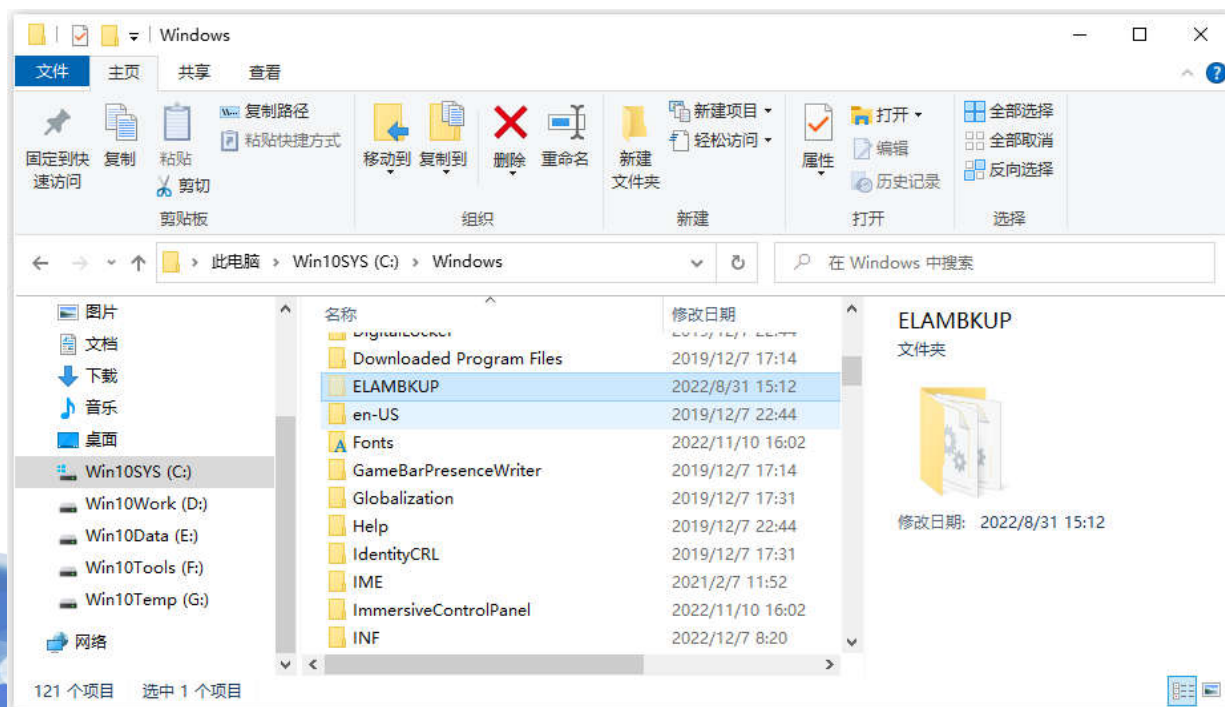 Windows
文件 主页 共享 查看
固定到快速访问
复制
粘贴
复制路径
粘贴快捷方式
剪切
剪贴板
移动到 复制到 删除 重命名
组织
新建文件夹
新建项目
轻松访问
新建
属性
打开
编辑
历史记录
打开
全部选择
全部取消
反向选择
选择
此电脑 > Win10SYS (C:) > Windows
在 Windows 中搜索
图片
文档
下载
音乐
桌面
Win10SYS (C:)
Win10Work (D:)
Win10Data (E:)
Win10Tools (F:)
Win10Temp (G:)
网络
名称 修改日期
DigitalLocker 2019/12/7 22:44
Downloaded Program Files 2019/12/7 17:14
ELAMBKUP 2022/8/31 15:12
en-US 2019/12/7 22:44
Fonts 2022/11/10 16:02
GameBarPresenceWriter 2019/12/7 17:14
Globalization 2019/12/7 17:31
Help 2019/12/7 22:44
IdentityCRL 2019/12/7 17:31
IME 2021/2/7 11:52
ImmersiveControlPanel 2022/11/10 16:02
INF 2022/12/7 8:20
ELAMBKUP
文件夹
修改日期: 2022/8/31 15:12
121 个项目 选中 1 个项目